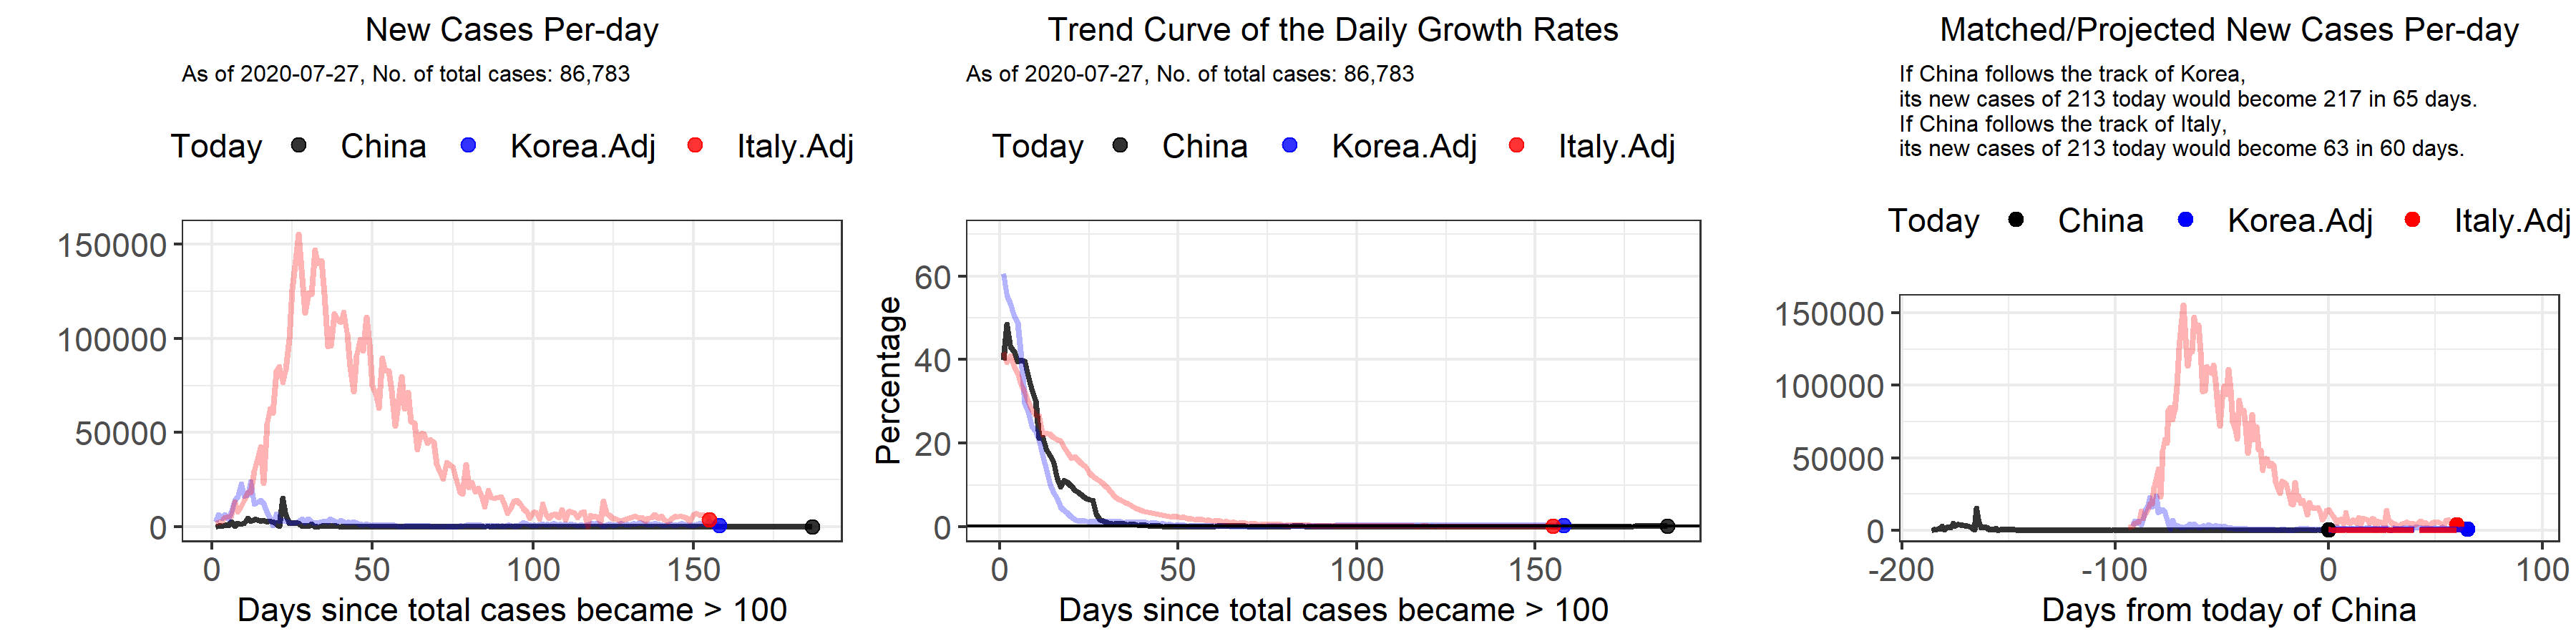 New Cases Per-day
As of 2020-07-27, No. of total cases: 86,783
Today China Korea.Adj Italy.Adj
150000
100000
50000
0
0 50 100 150
Days since total cases became > 100
Trend Curve of the Daily Growth Rates
As of 2020-07-27, No. of total cases: 86,783
Today China Korea.Adj Italy.Adj
Percentage
60
40
20
0
0 50 100 150
Days since total cases became > 100
Matched/Projected New Cases Per-day
If China follows the track of Korea,
its new cases of 213 today would become 217 in 65 days.
If China follows the track of Italy,
its new cases of 213 today would become 63 in 60 days.
Today China Korea.Adj Italy.Adj
150000
100000
50000
0
-200 -100 0 100
Days from today of China